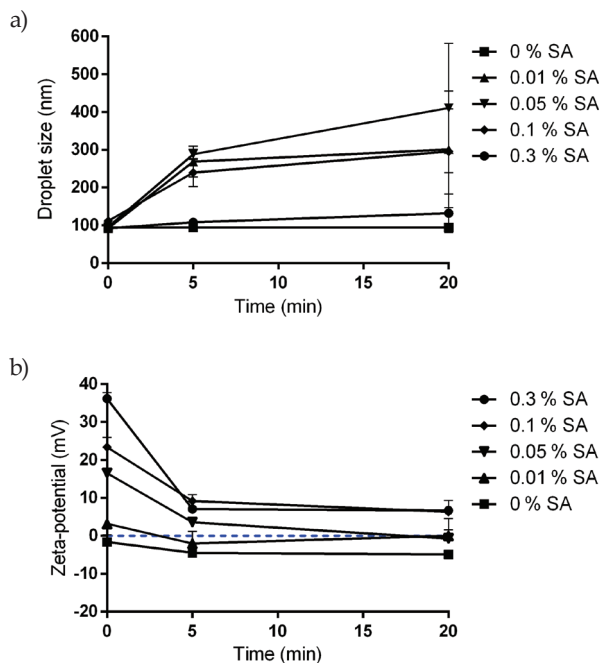 a)
Droplet size (nm)
600
500
400
300
200
100
0
0
5
10
15
20
Time (min)
0 % SA
0.01 % SA
0.05 % SA
0.1 % SA
0.3 % SA
b)
Zeta-potential (mV)
40
30
20
10
0
-10
-20
0
5
10
15
20
Time (min)
0.3 % SA
0.1 % SA
0.05 % SA
0.01 % SA
0 % SA